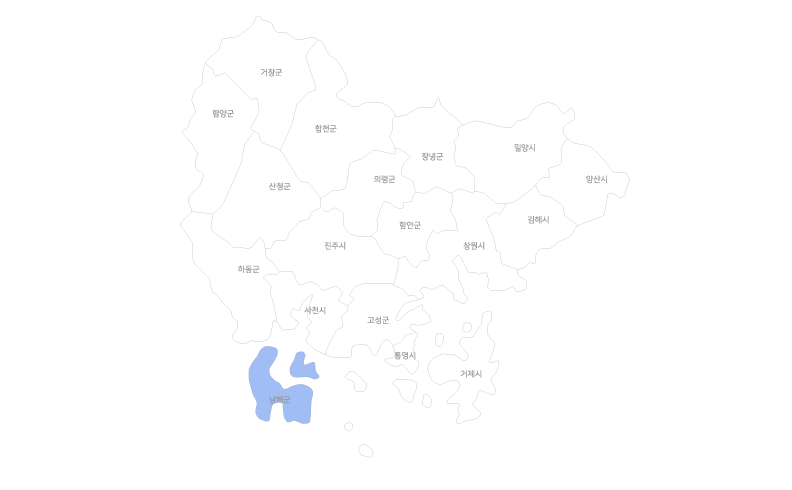 거창군
함양군
합천군
창녕군
밀양시
산청군
의령군
양산시
함안군
김해시
진주시
창원시
하동군
사천시
고성군
통영시
거제시
남해군